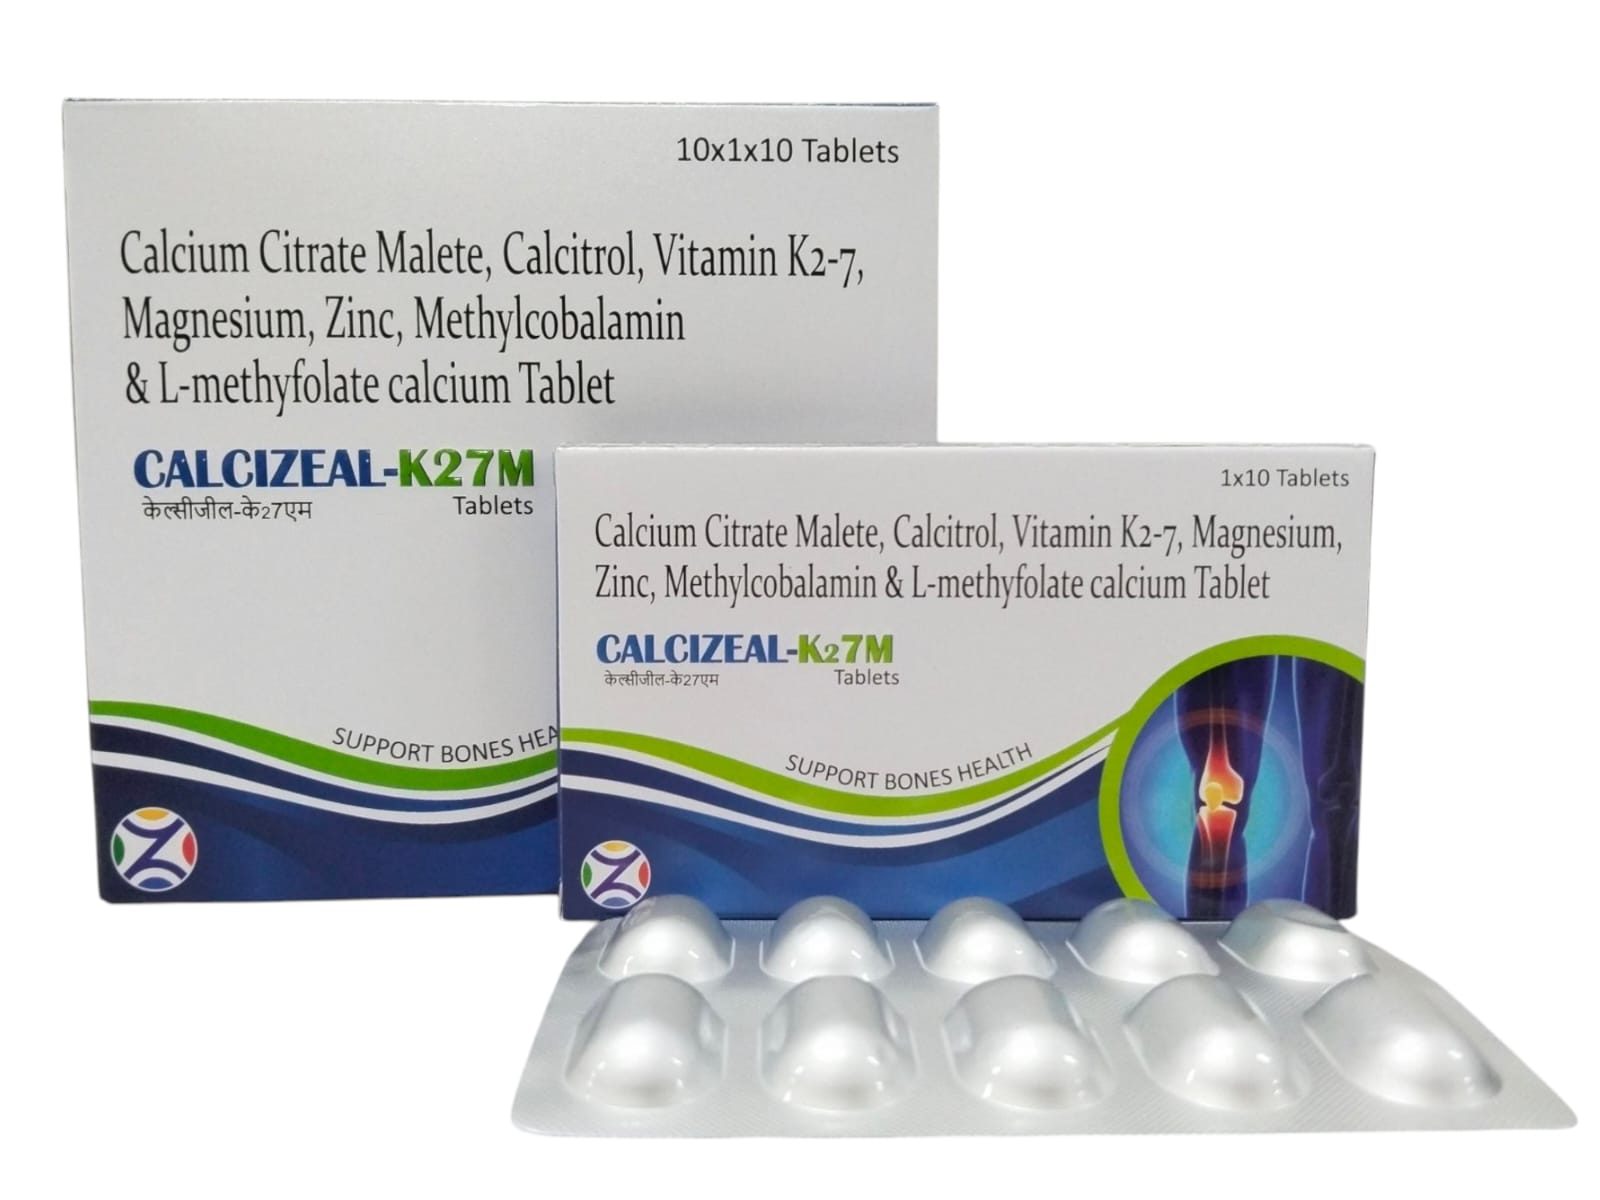 10x1x10 Tablets
Calcium Citrate Malete, Calcitrol, Vitamin K2-7,
Magnesium, Zinc, Methylcobalamin
& L-methyfolate calcium Tablet
CALCIZEAL-K27M
केल्सीजील-के27एम
Tablets
SUPPORT BONES HEA
1x10 Tablets
Calcium Citrate Malete, Calcitrol, Vitamin K2-7, Magnesium,
Zinc, Methylcobalamin & L-methyfolate calcium Tablet
CALCIZEAL-K27M
केल्सीजील-के27एम
Tablets
SUPPORT BONES HEALTH